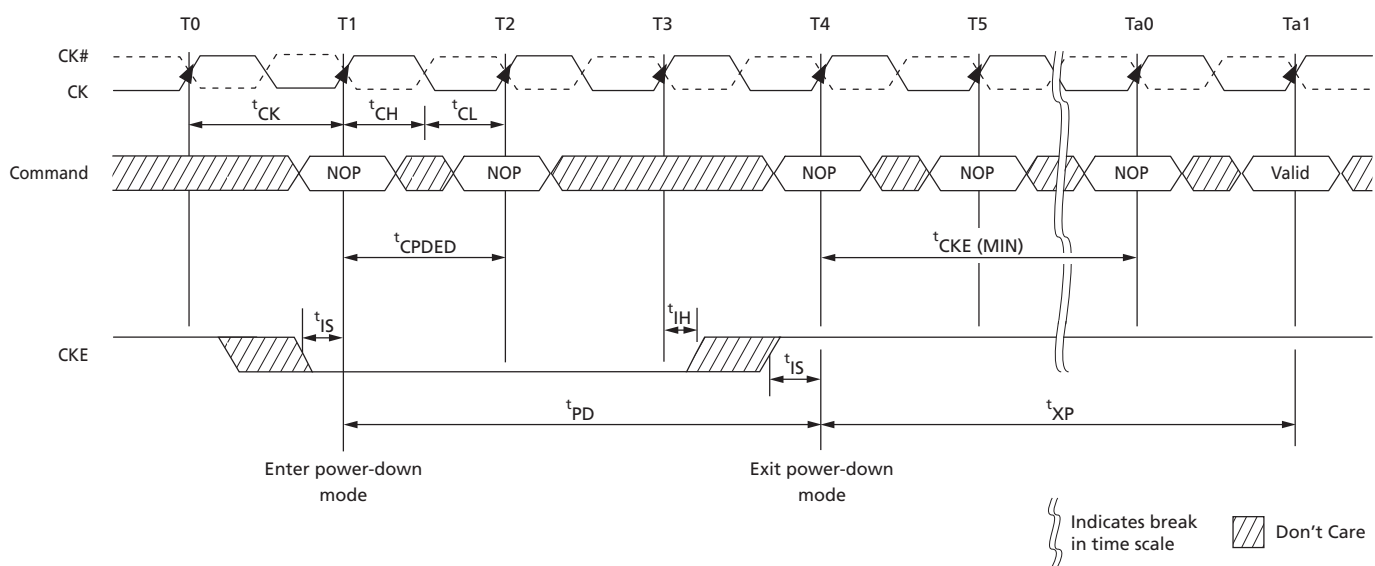 T0 T1 T2 T3 T4 T5 Ta0 Ta1
CK#
CK
tCK tCH tCL
Command NOP NOP NOP NOP NOP Valid
tCPDED tCKE (MIN)
tIS tIH
CKE
tIS
tPD tXP
Enter power-down
mode
Exit power-down
mode
Indicates break
in time scale
Don't Care